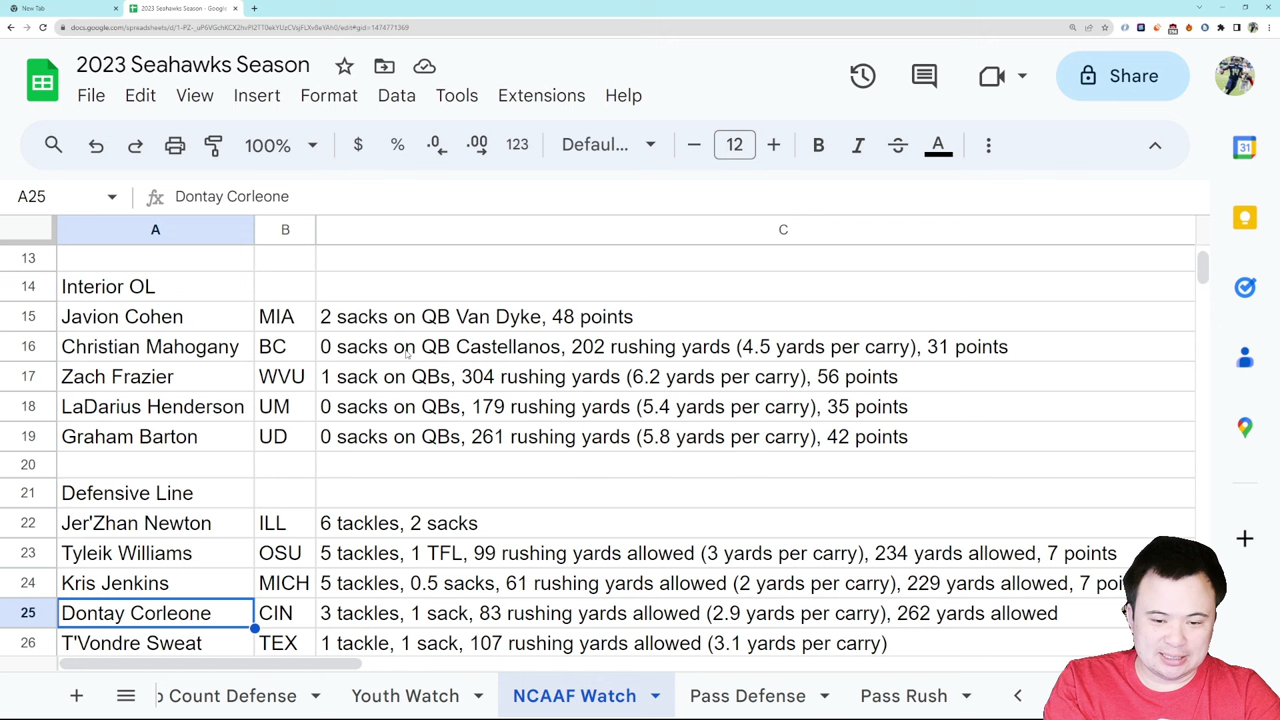 New Tab
2023 Seahawks Season - Google
docs.google.com/spreadsheets/d/
2023 Seahawks Season
File Edit View Insert Format Data Tools Extensions Help
Share
100% $ % .0 .00 123 Defaul... 12 B I A
A25 fx Dontay Corleone
A B C
13
14 Interior OL
15 Javion Cohen MIA 2 sacks on QB Van Dyke, 48 points
16 Christian Mahogany BC 0 sacks on QB Castellanos, 202 rushing yards (4.5 yards per carry), 31 points
17 Zach Frazier WVU 1 sack on QBs, 304 rushing yards (6.2 yards per carry), 56 points
18 LaDarius Henderson UM 0 sacks on QBs, 179 rushing yards (5.4 yards per carry), 35 points
19 Graham Barton UD 0 sacks on QBs, 261 rushing yards (5.8 yards per carry), 42 points
20
21 Defensive Line
22 Jer'Zhan Newton ILL 6 tackles, 2 sacks
23 Tyleik Williams OSU 5 tackles, 1 TFL, 99 rushing yards allowed (3 yards per carry), 234 yards allowed, 7 points
24 Kris Jenkins MICH 5 tackles, 0.5 sacks, 61 rushing yards allowed (2 yards per carry), 229 yards allowed, 7 poi
25 Dontay Corleone CIN 3 tackles, 1 sack, 83 rushing yards allowed (2.9 yards per carry), 262 yards allowed
26 T'Vondre Sweat TEX 1 tackle, 1 sack, 107 rushing yards allowed (3.1 yards per carry)
p Count Defense Youth Watch NCAAF Watch Pass Defense Pass Rush